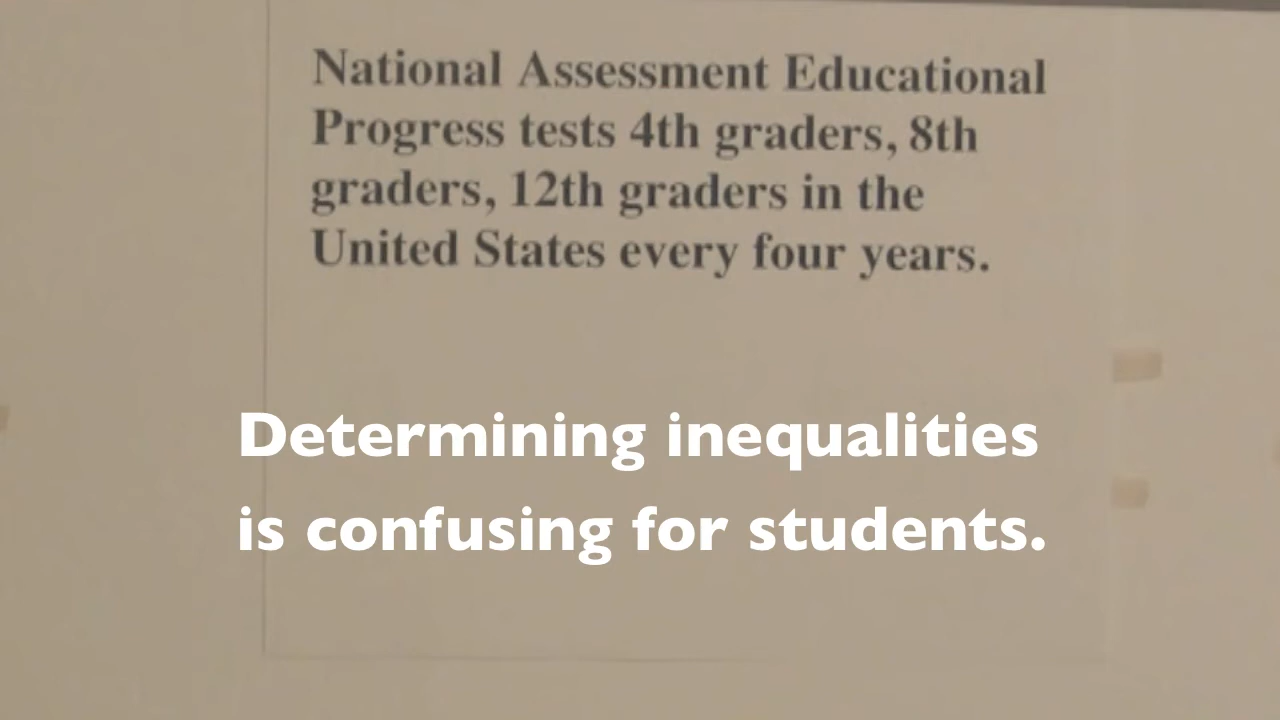 National Assessment Educational
Progress tests 4th graders, 8th
graders, 12th graders in the
United States every four years.
Determining inequalities
is confusing for students.